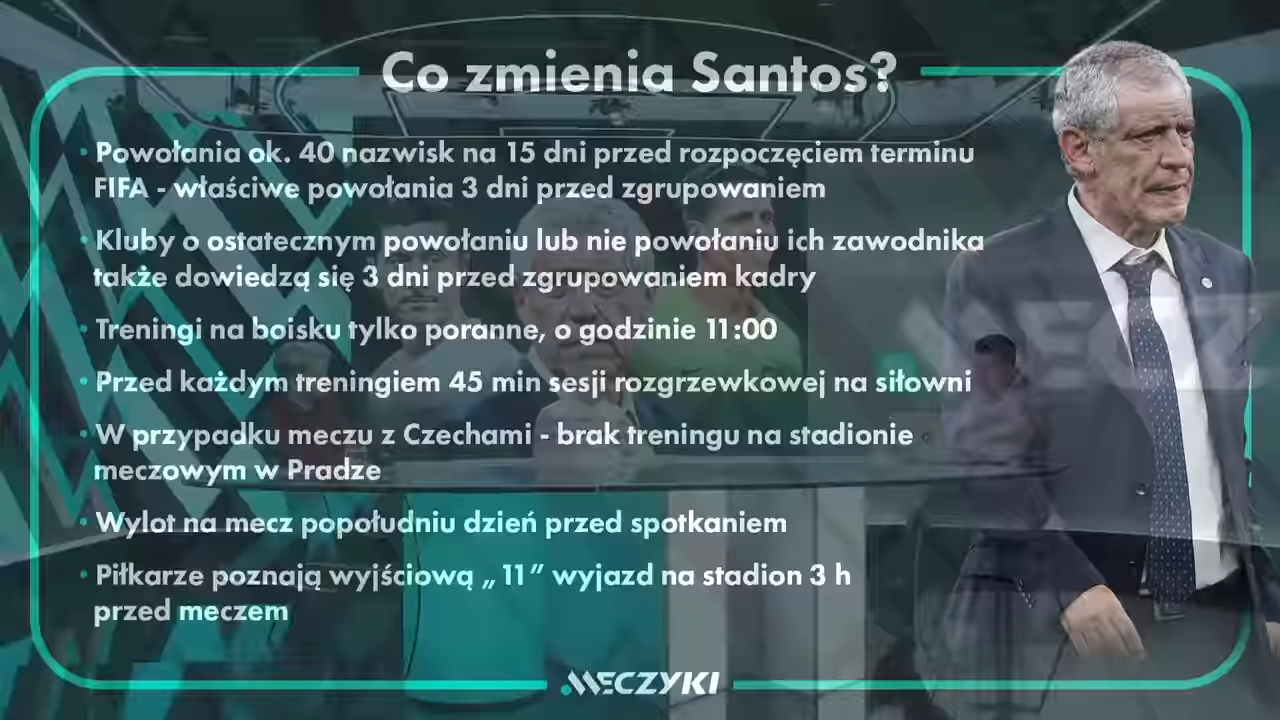 Co zmienia Santos?
• Powołania ok. 40 nazwisk na 15 dni przed rozpoczęciem terminu
FIFA - właściwe powołania 3 dni przed zgrupowaniem
• Kluby o ostatecznym powołaniu lub nie powołaniu ich zawodnika
także dowiedzą się 3 dni przed zgrupowaniem kadry
• Treningi na boisku tylko poranne, o godzinie 11:00
• Przed każdym treningiem 45 min sesji rozgrzewkowej na siłowni
• W przypadku meczu z Czechami - brak treningu na stadionie
meczowym w Pradze
• Wylot na mecz popołudniu dzień przed spotkaniem
• Piłkarze poznają wyjściową „11” wyjazd na stadion 3 h
przed meczem
MECZYKI